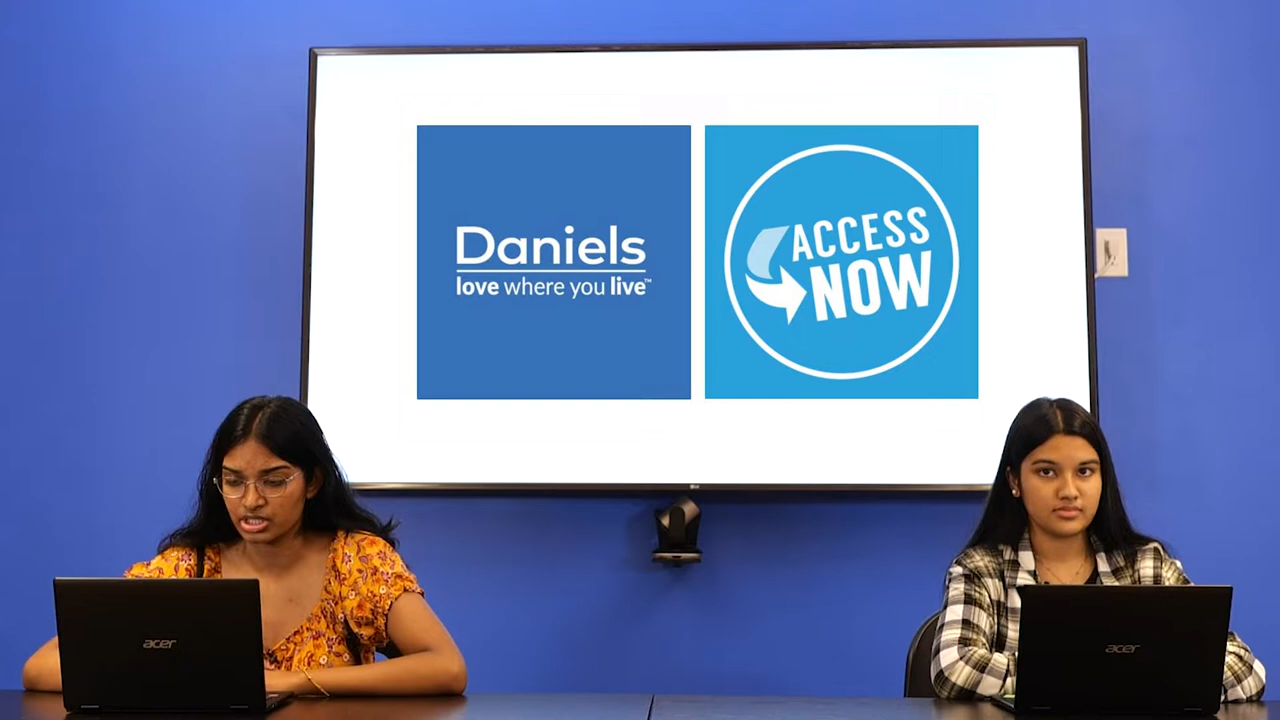 Daniels
love where you live™
ACCESS
NOW
acer
acer